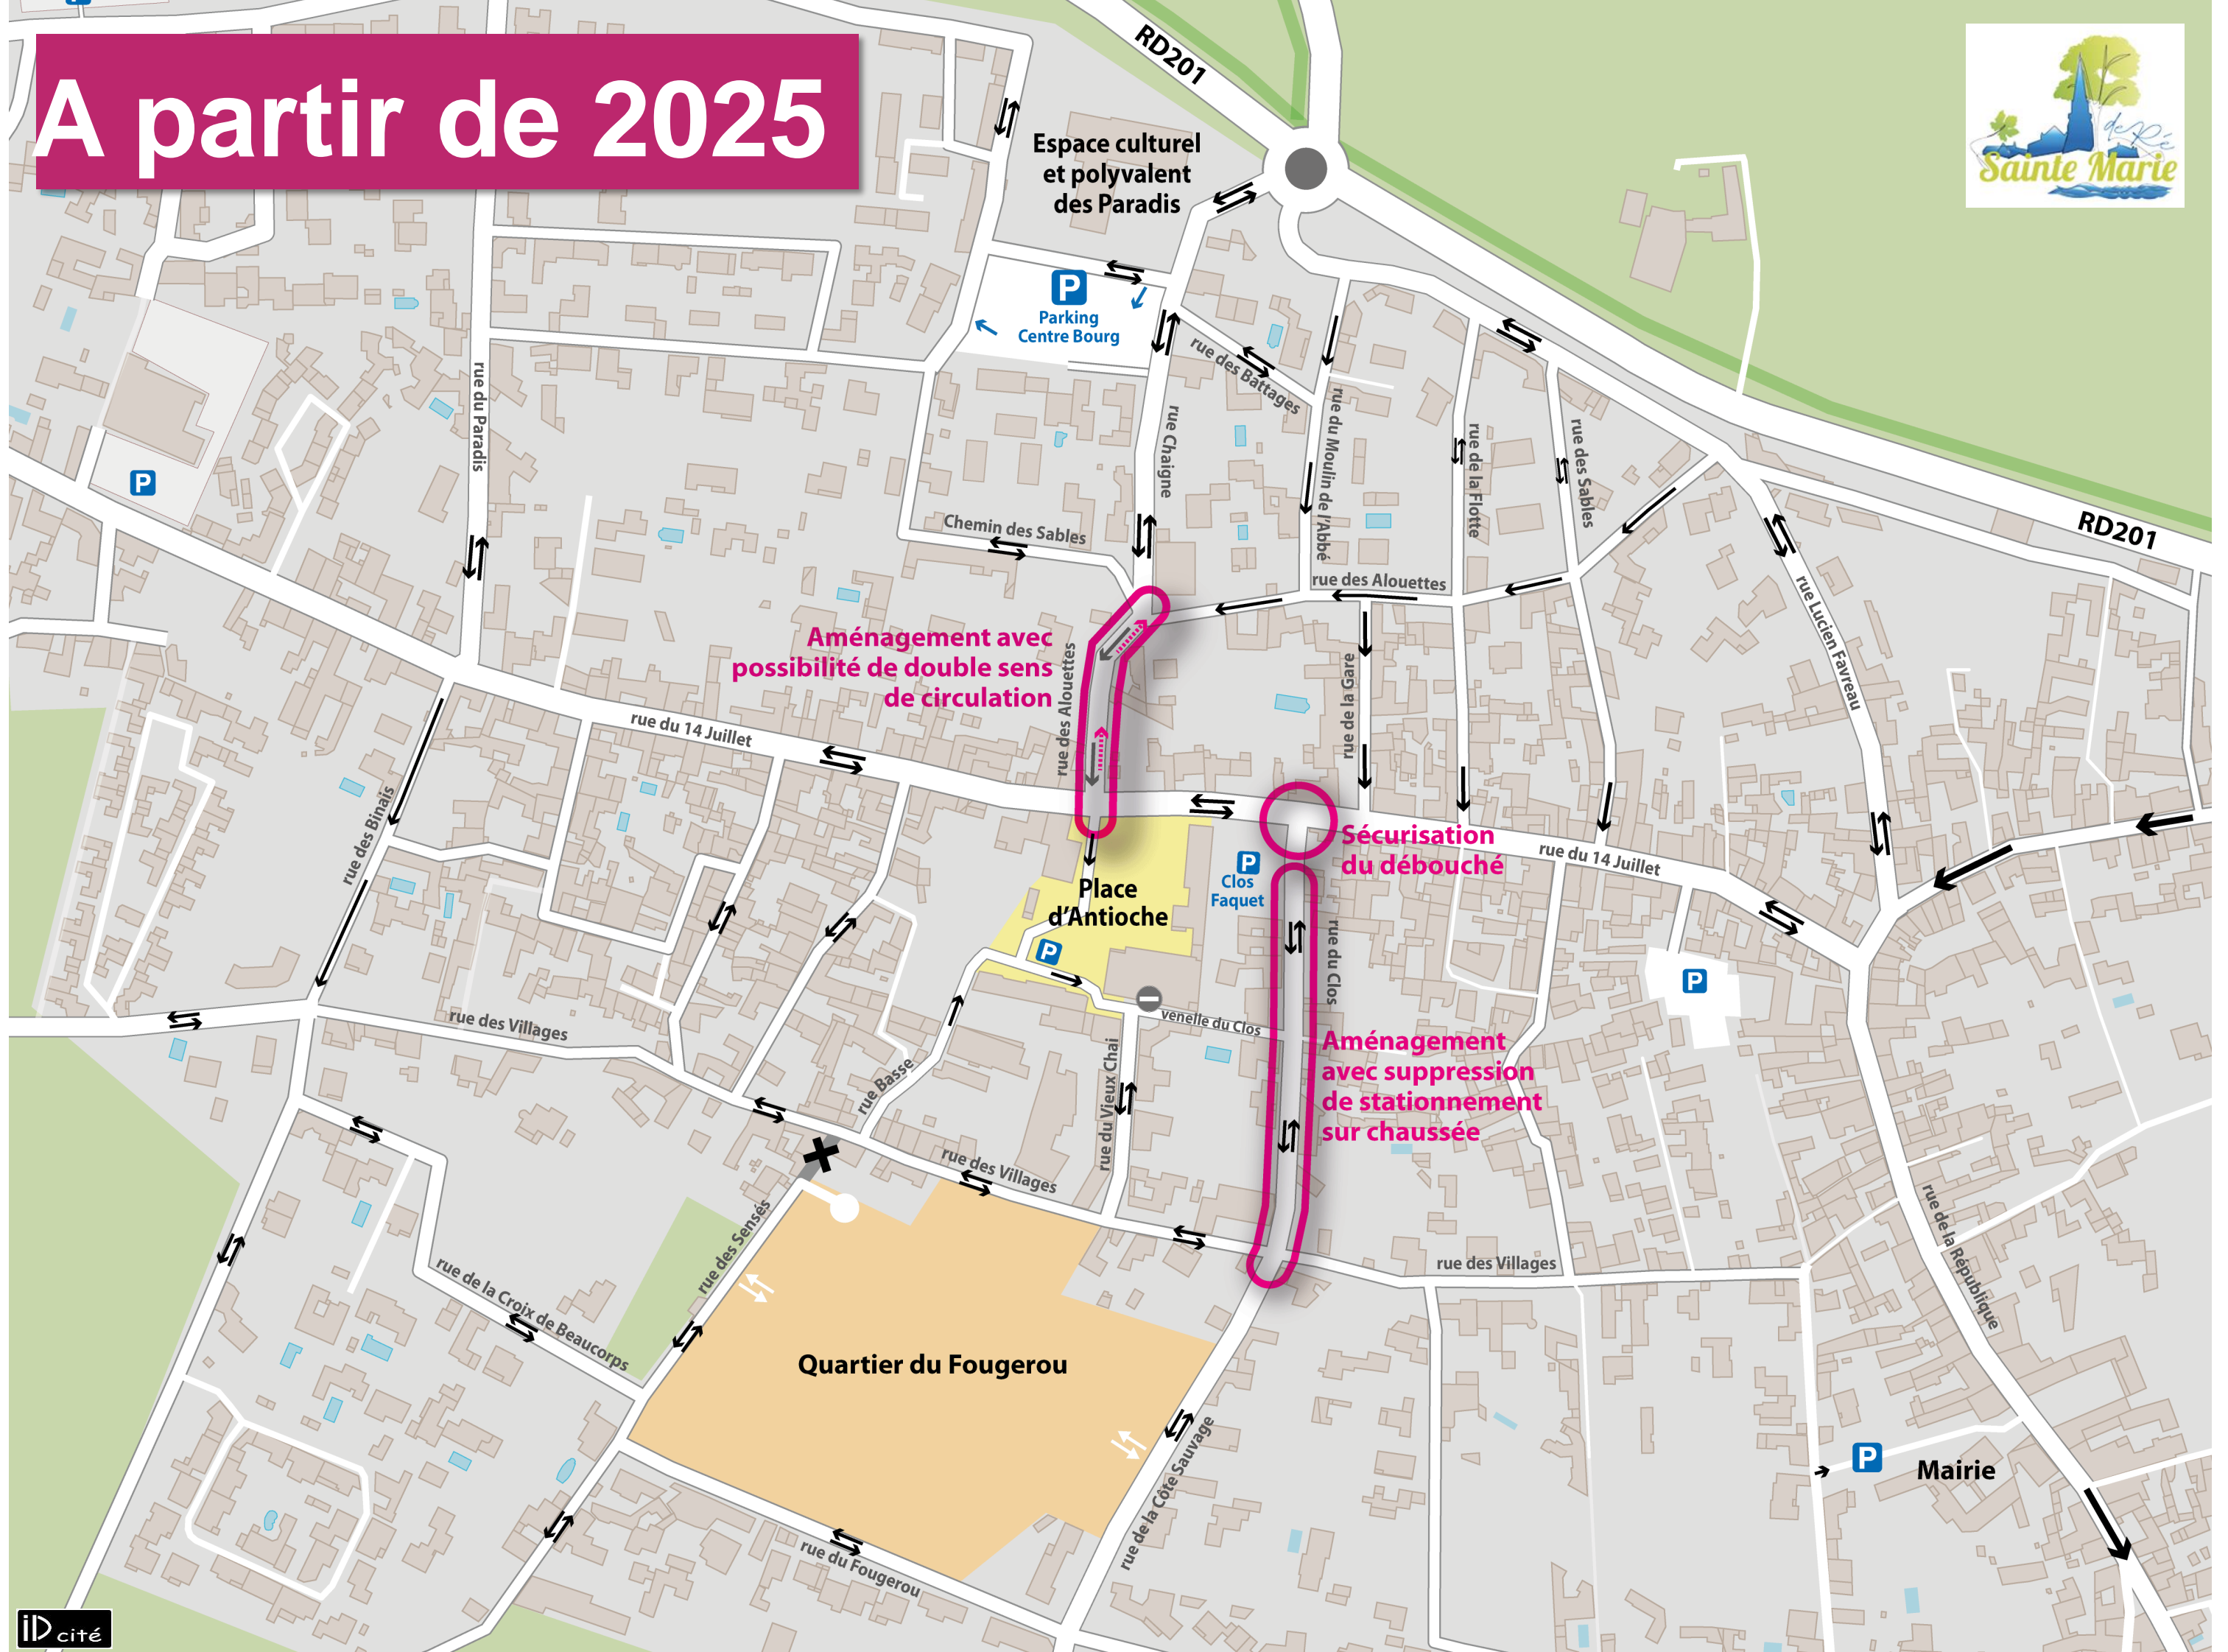 A partir de 2025
RD201
de Ré
Sainte Marie
Espace culturel
et polyvalent
des Paradis
P
Parking
Centre Bourg
rue des Battages
rue du Paradis
rue Chaigne
rue du Moulin de l'Abbé
rue de la Flotte
rue des Sables
P
RD201
Chemin des Sables
rue des Alouettes
rue Lucien Favreau
Aménagement avec
possibilité de double sens
de circulation
rue des Alouettes
rue de la Gare
rue du 14 Juillet
rue des Binais
Sécurisation
du débouché
rue du 14 Juillet
P
Clos
Faquet
Place
d'Antioche
P
rue du Clos
P
venelle du Clos
rue des Villages
rue Basse
rue du Vieux Chai
Aménagement
avec suppression
de stationnement
sur chaussée
rue des Villages
rue des Sensés
rue des Villages
rue de la République
rue de la Croix de Beaucorps
Quartier du Fougerou
rue de la Côte Sauvage
P
Mairie
rue du Fougerou
iD cité